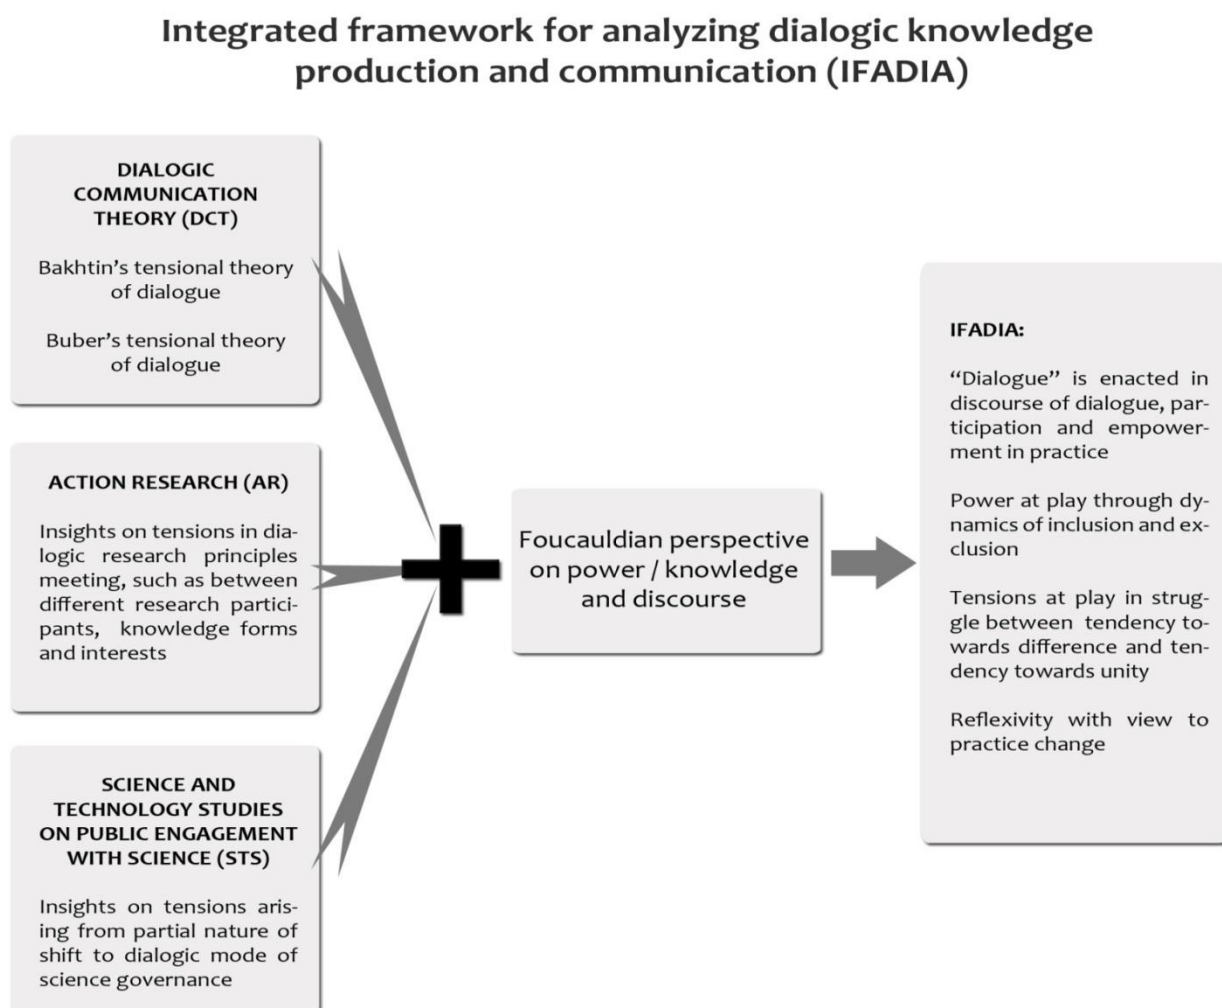 Integrated framework for analyzing dialogic knowledge
production and communication (IFADIA)
DIALOGIC
COMMUNICATION
THEORY (DCT)
Bakhtin's tensional theory
of dialogue
Buber's tensional theory
of dialogue
ACTION RESEARCH (AR)
Insights on tensions in dia-
logic research principles
meeting, such as between
different research partici-
pants, knowledge forms
and interests
SCIENCE AND
TECHNOLOGY STUDIES
ON PUBLIC ENGAGEMENT
WITH SCIENCE (STS)
Insights on tensions aris-
ing from partial nature of
shift to dialogic mode of
science governance
Foucauldian perspective
on power / knowledge
and discourse
IFADIA:
“Dialogue” is enacted in
discourse of dialogue, par-
ticipation and empower-
ment in practice
Power at play through dy-
namics of inclusion and ex-
clusion
Tensions at play in strug-
gle between tendency to-
wards difference and ten-
dency towards unity
Reflexivity with view to
practice change